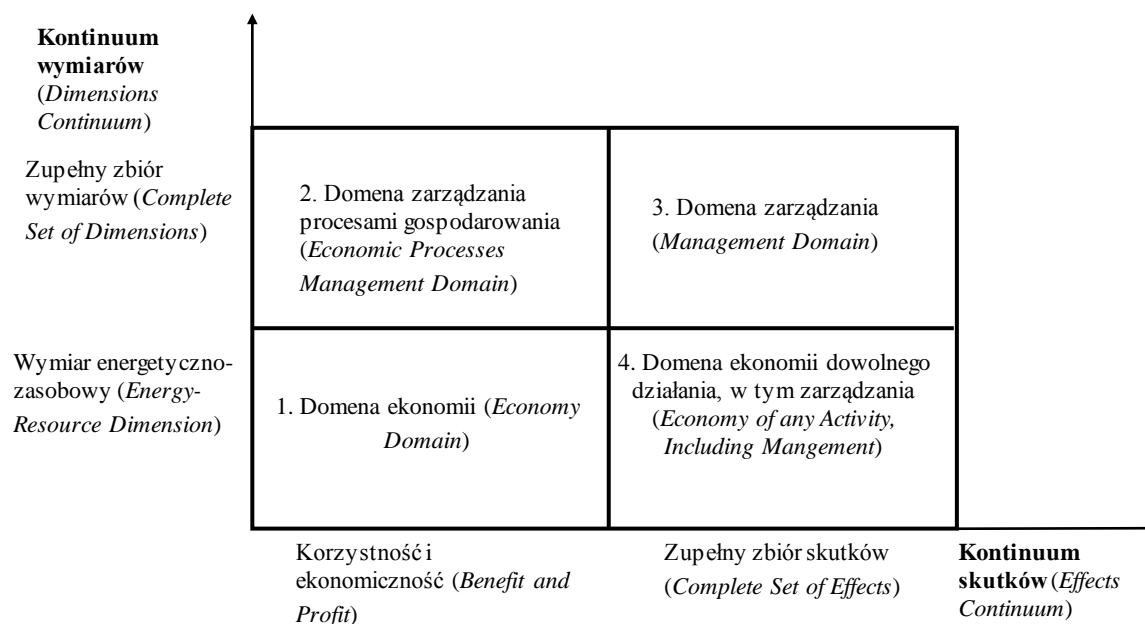 Kontinuum
wymiarów
(Dimensions
Continuum)
Zupełny zbiór
wymiarów (Complete
Set of Dimensions)
2. Domena zarządzania
procesami gospodarowania
(Economic Processes
Management Domain)
3. Domena zarządzania
(Management Domain)
Wymiar energetyczno-
zasobowy (Energy-
Resource Dimension)
1. Domena ekonomii (Economy
Domain)
4. Domena ekonomii dowolnego
działania, w tym zarządzania
(Economy of any Activity,
Including Mangement)
Korzystność i
ekonomiczność (Benefit and
Profit)
Zupełny zbiór skutków
(Complete Set of Effects)
Kontinuum
skutków (Effects
Continuum)